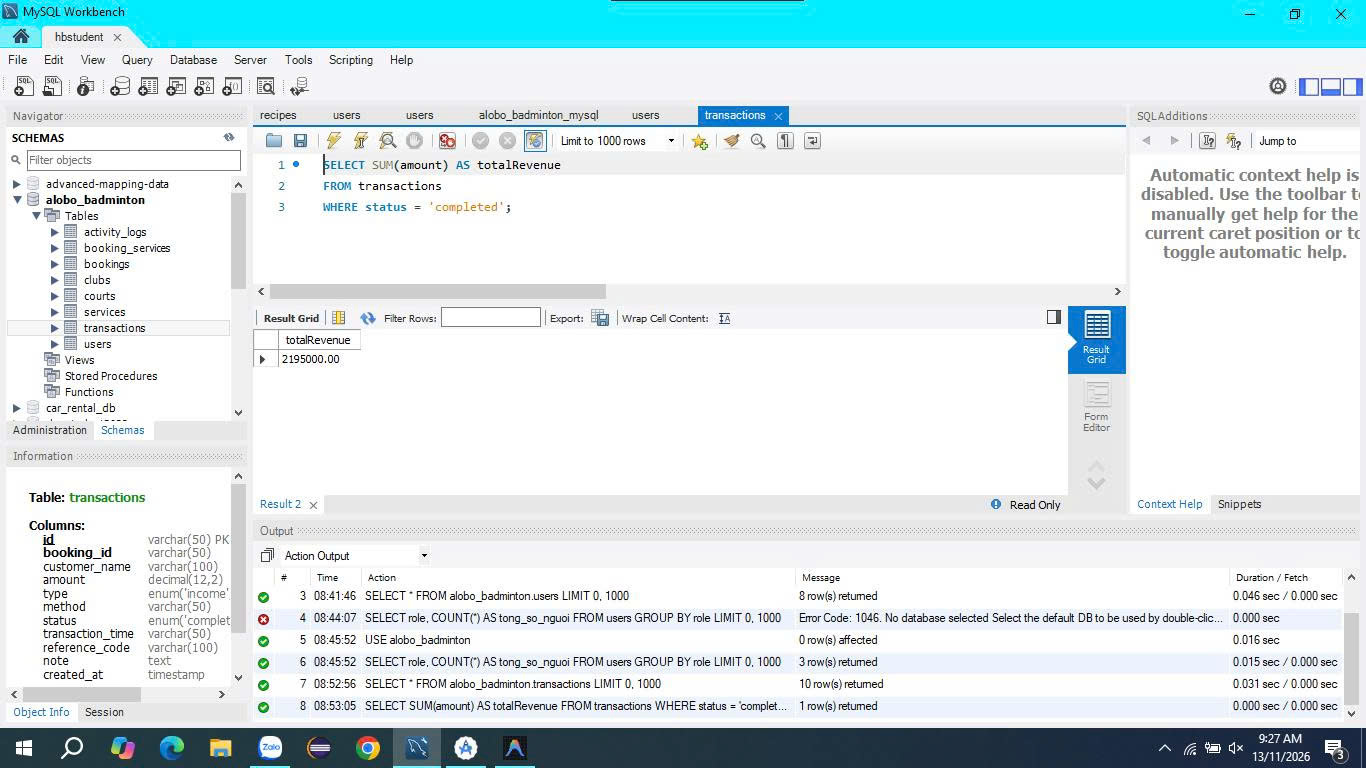 MySQL Workbench
hbstudent
File Edit View Query Database Server Tools Scripting Help
Navigator
SCHEMAS
Filter objects
advanced-mapping-data
alobo_badminton
Tables
activity_logs
booking_services
bookings
clubs
courts
services
transactions
users
Views
Stored Procedures
Functions
car_rental_db
Administration Schemas
Information
Table: transactions
Columns:
id varchar(50) PK
booking_id varchar(50)
customer_name varchar(100)
amount decimal(12,2)
type enum('income'
method varchar(50)
status enum('complet
transaction_time varchar(50)
reference_code varchar(100)
note text
created_at timestamp
Object Info Session
recipes users users alobo_badminton_mysql users transactions
Limit to 1000 rows
1 SELECT SUM(amount) AS totalRevenue
2 FROM transactions
3 WHERE status = 'completed';
Result Grid Filter Rows: Export: Wrap Cell Content:
totalRevenue
2195000.00
Result Grid
Form Editor
Result 2 Read Only
SQLAdditions
Jump to
Automatic context help is
disabled. Use the toolbar to
manually get help for the
current caret position or to
toggle automatic help.
Context Help Snippets
Output
Action Output
# Time Action Message Duration / Fetch
3 08:41:46 SELECT * FROM alobo_badminton.users LIMIT 0, 1000 8 row(s) returned 0.046 sec / 0.000 sec
4 08:44:07 SELECT role, COUNT(*) AS tong_so_nguoi FROM users GROUP BY role LIMIT 0, 1000 Error Code: 1046. No database selected Select the default DB to be used by double-clic... 0.000 sec
5 08:45:52 USE alobo_badminton 0 row(s) affected 0.016 sec
6 08:45:52 SELECT role, COUNT(*) AS tong_so_nguoi FROM users GROUP BY role LIMIT 0, 1000 3 row(s) returned 0.015 sec / 0.000 sec
7 08:52:56 SELECT * FROM alobo_badminton.transactions LIMIT 0, 1000 10 row(s) returned 0.031 sec / 0.000 sec
8 08:53:05 SELECT SUM(amount) AS totalRevenue FROM transactions WHERE status = 'complet... 1 row(s) returned 0.000 sec / 0.000 sec
Zalo
9:27 AM
13/11/2026
3